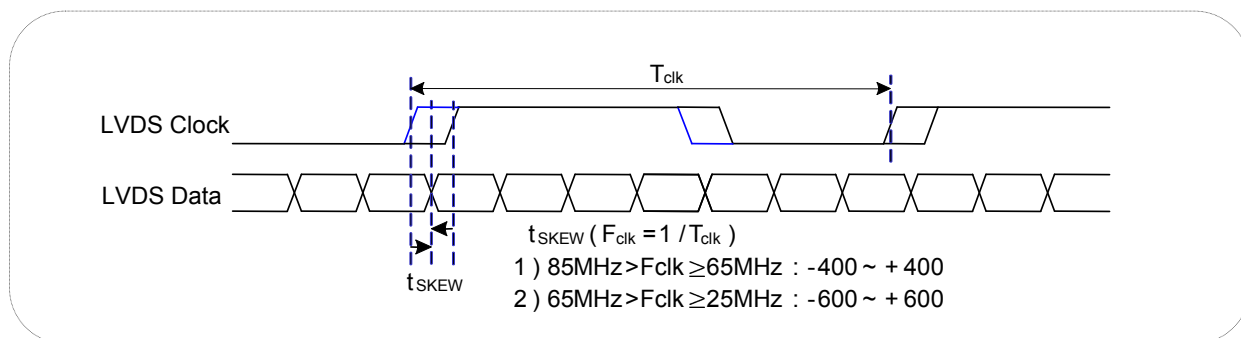 Tclk
LVDS Clock
LVDS Data
tSKEW ( Fclk = 1 / Tclk )
1 ) 85MHz > Fclk ≥ 65MHz : -400 ~ + 400
tSKEW
2 ) 65MHz > Fclk ≥ 25MHz : -600 ~ + 600